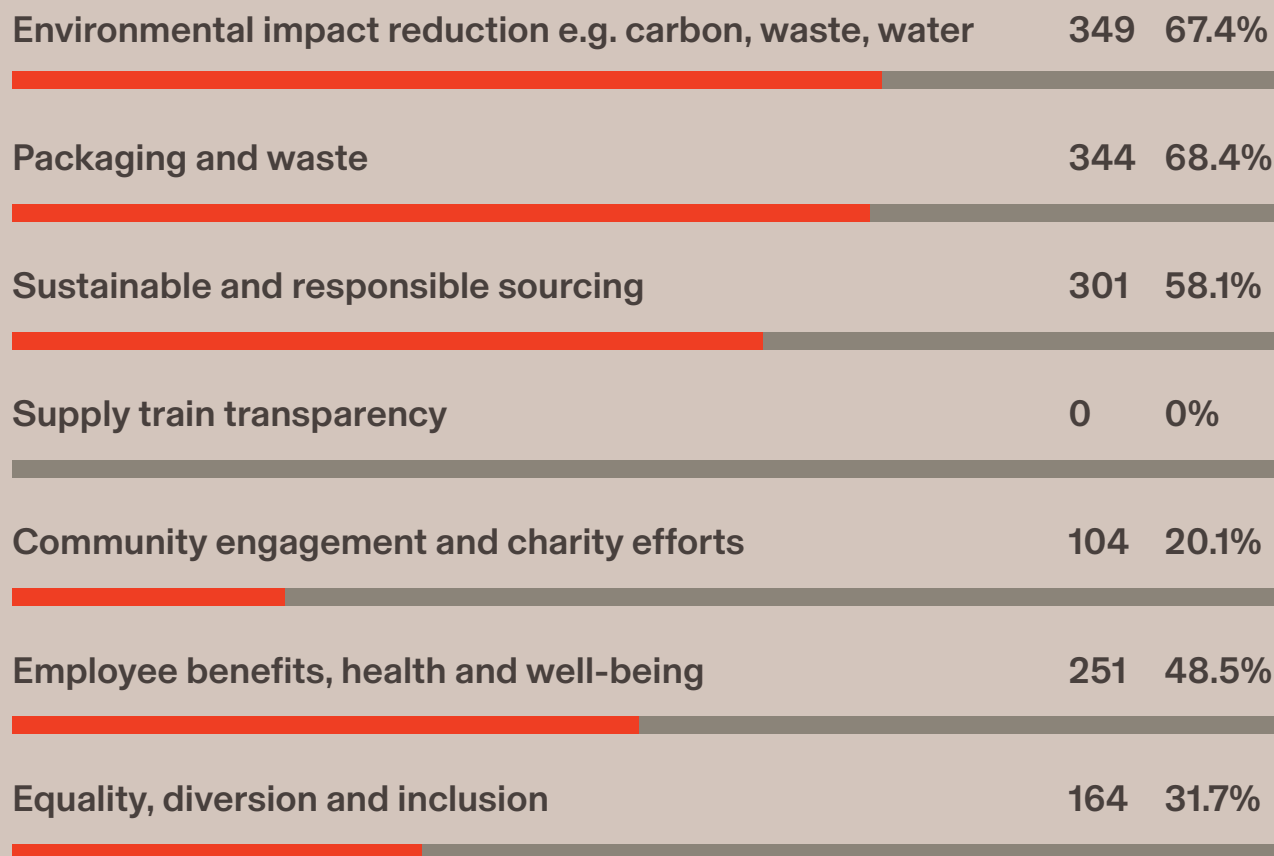 Environmental impact reduction e.g. carbon, waste, water 349 67.4%
Packaging and waste 344 68.4%
Sustainable and responsible sourcing 301 58.1%
Supply train transparency 0 0%
Community engagement and charity efforts 104 20.1%
Employee benefits, health and well-being 251 48.5%
Equality, diversion and inclusion 164 31.7%